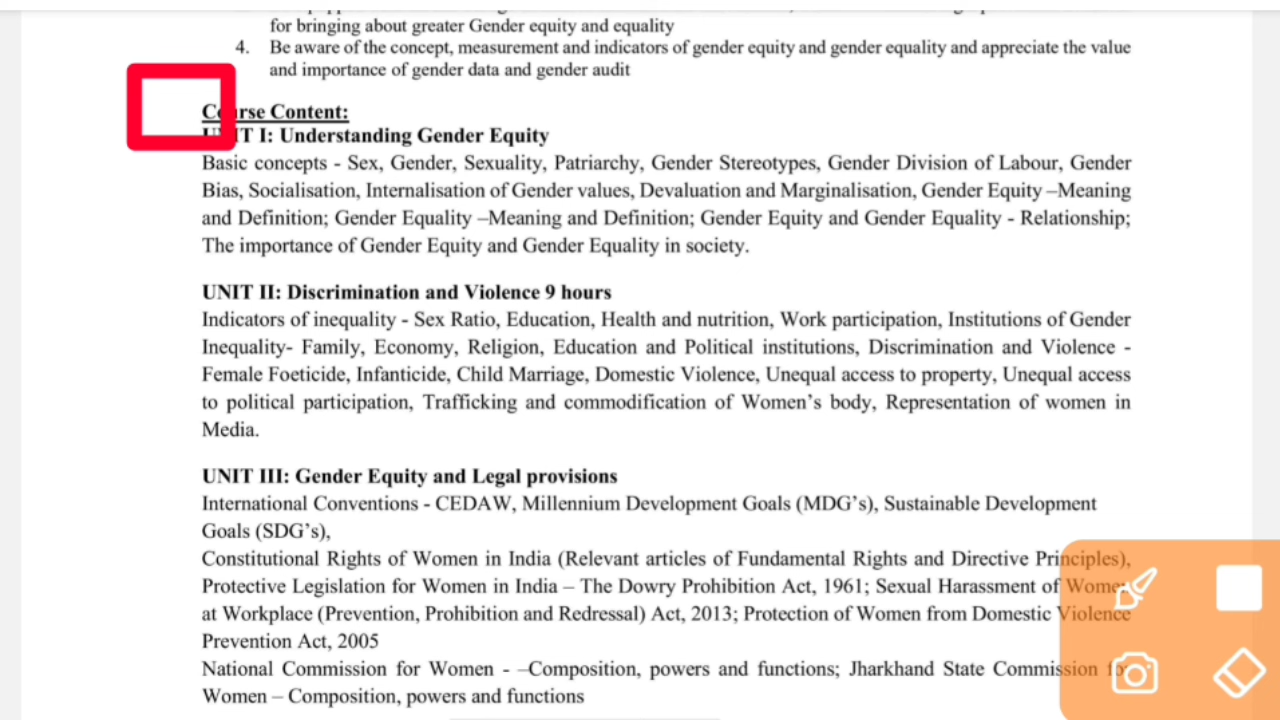 for bringing about greater Gender equity and equality
4. Be aware of the concept, measurement and indicators of gender equity and gender equality and appreciate the value
and importance of gender data and gender audit
Course Content:
UNIT I: Understanding Gender Equity
Basic concepts - Sex, Gender, Sexuality, Patriarchy, Gender Stereotypes, Gender Division of Labour, Gender
Bias, Socialisation, Internalisation of Gender values, Devaluation and Marginalisation, Gender Equity –Meaning
and Definition; Gender Equality –Meaning and Definition; Gender Equity and Gender Equality - Relationship;
The importance of Gender Equity and Gender Equality in society.
UNIT II: Discrimination and Violence 9 hours
Indicators of inequality - Sex Ratio, Education, Health and nutrition, Work participation, Institutions of Gender
Inequality- Family, Economy, Religion, Education and Political institutions, Discrimination and Violence -
Female Foeticide, Infanticide, Child Marriage, Domestic Violence, Unequal access to property, Unequal access
to political participation, Trafficking and commodification of Women’s body, Representation of women in
Media.
UNIT III: Gender Equity and Legal provisions
International Conventions - CEDAW, Millennium Development Goals (MDG’s), Sustainable Development
Goals (SDG’s),
Constitutional Rights of Women in India (Relevant articles of Fundamental Rights and Directive Principles),
Protective Legislation for Women in India – The Dowry Prohibition Act, 1961; Sexual Harassment of Women
at Workplace (Prevention, Prohibition and Redressal) Act, 2013; Protection of Women from Domestic Violence
Prevention Act, 2005
National Commission for Women - –Composition, powers and functions; Jharkhand State Commission for
Women – Composition, powers and functions